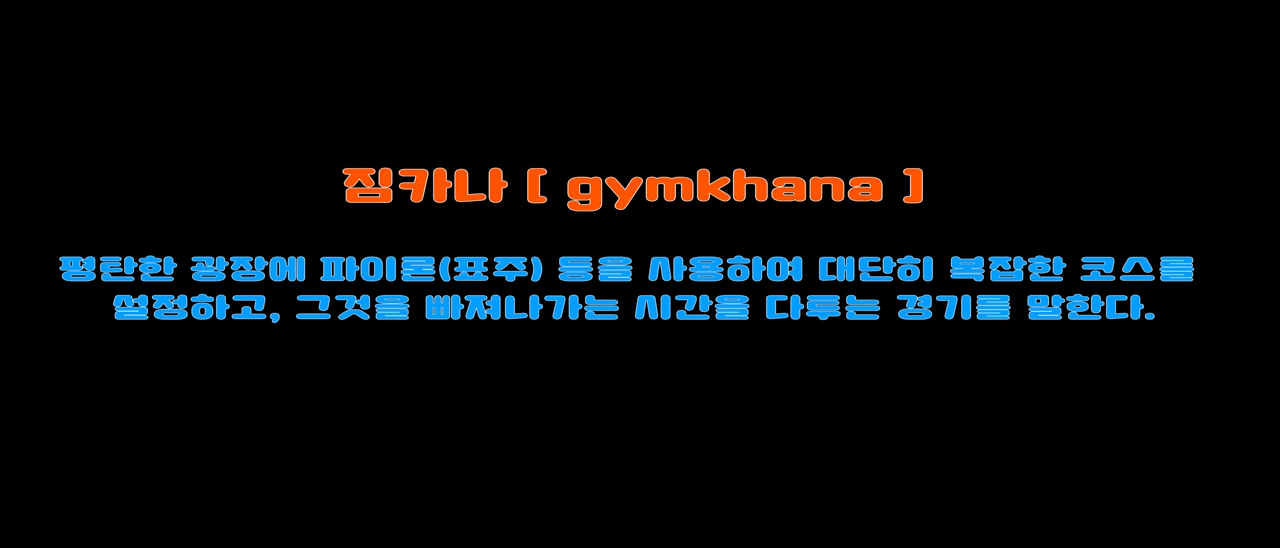 짐카나 [ gymkhana ]
평탄한 광장에 파이론(표주) 등을 사용하여 대단히 복잡한 코스를
설정하고, 그것을 빠져나가는 시간을 다투는 경기를 말한다.